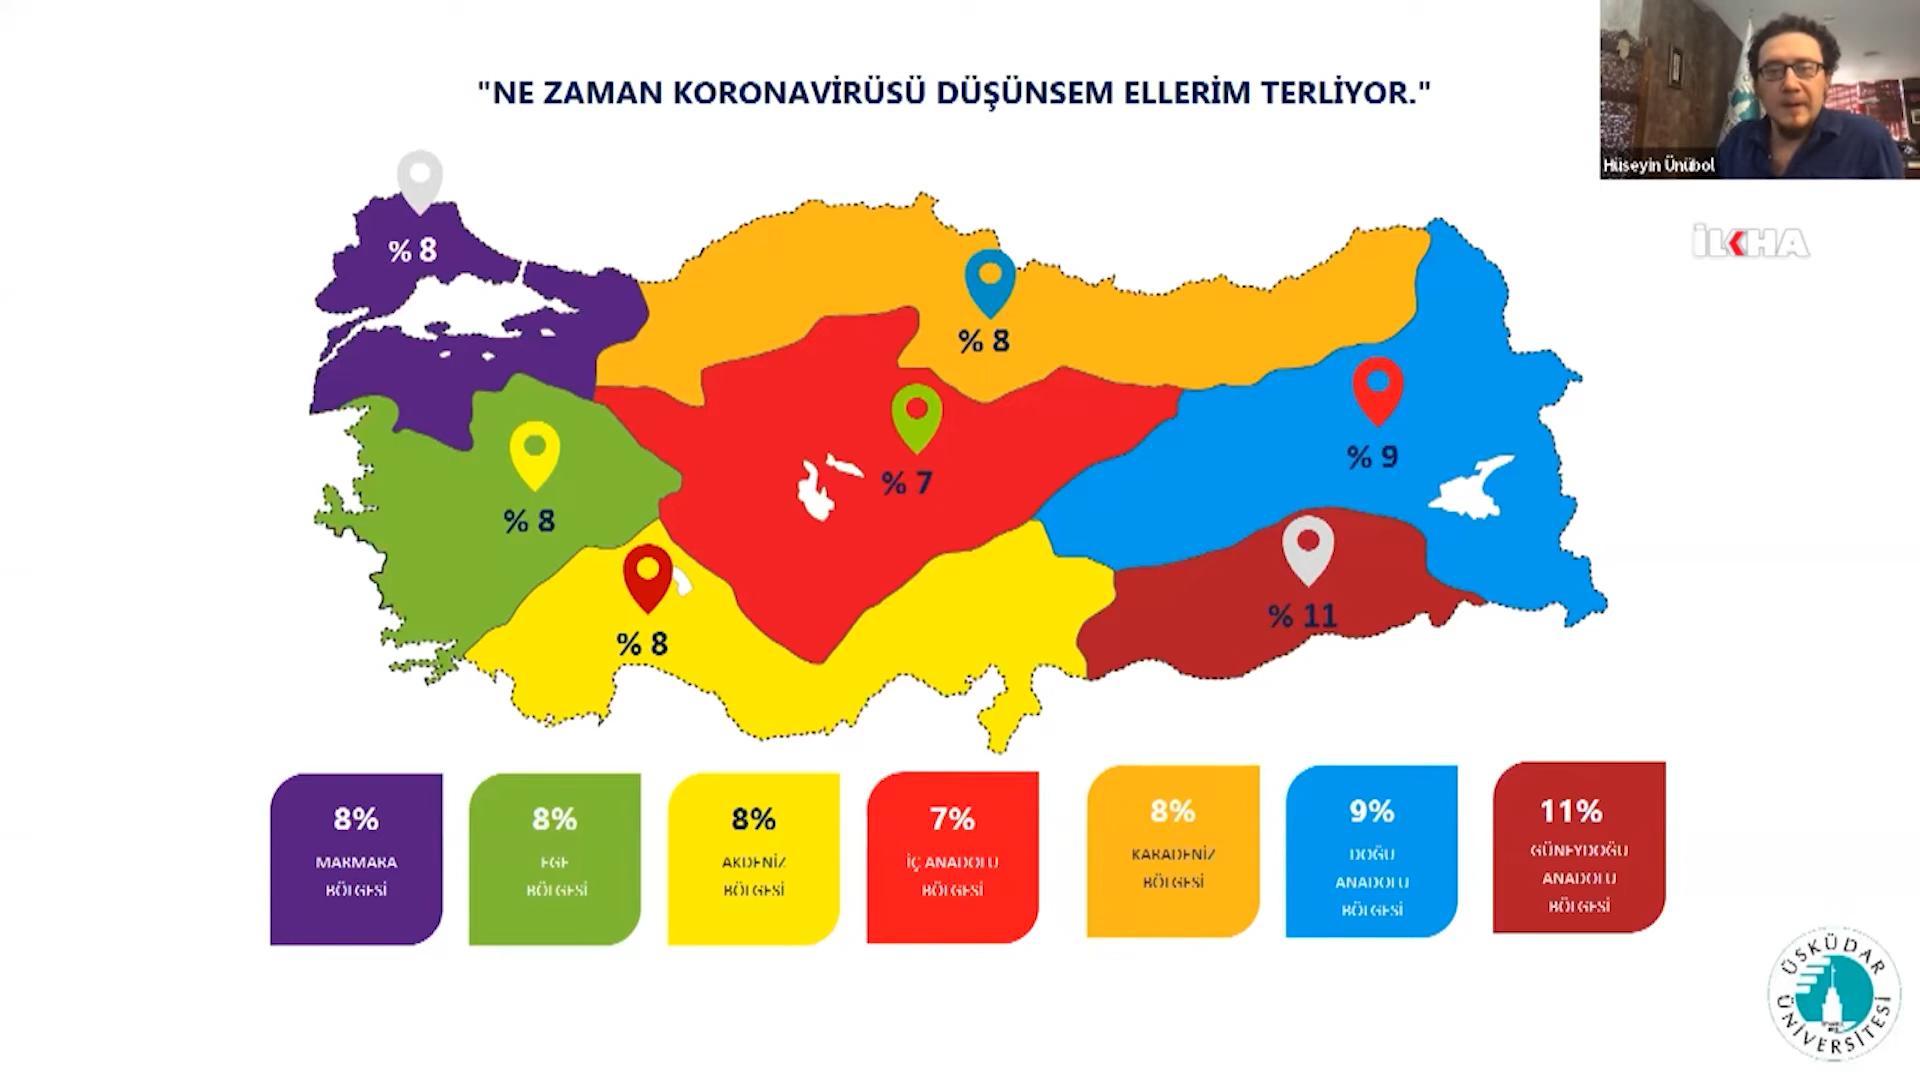 "NE ZAMAN KORONAVİRÜSÜ DÜŞÜNSEM ELLERİM TERLİYOR."
Hüseyin Ünübol
İLKHA
% 8
% 8
% 9
% 7
% 8
% 8
% 11
8%
MARMARA
BÖLGESİ
8%
EGE
BÖLGESİ
8%
AKDENİZ
BÖLGESİ
7%
İÇ ANADOLU
BÖLGESİ
8%
KARADENİZ
BÖLGESİ
9%
DOĞU
ANADOLU
BÖLGESİ
11%
GÜNEYDOĞU
ANADOLU
BÖLGESİ
ÜSKÜDAR
ÜNİVERSİTESİ